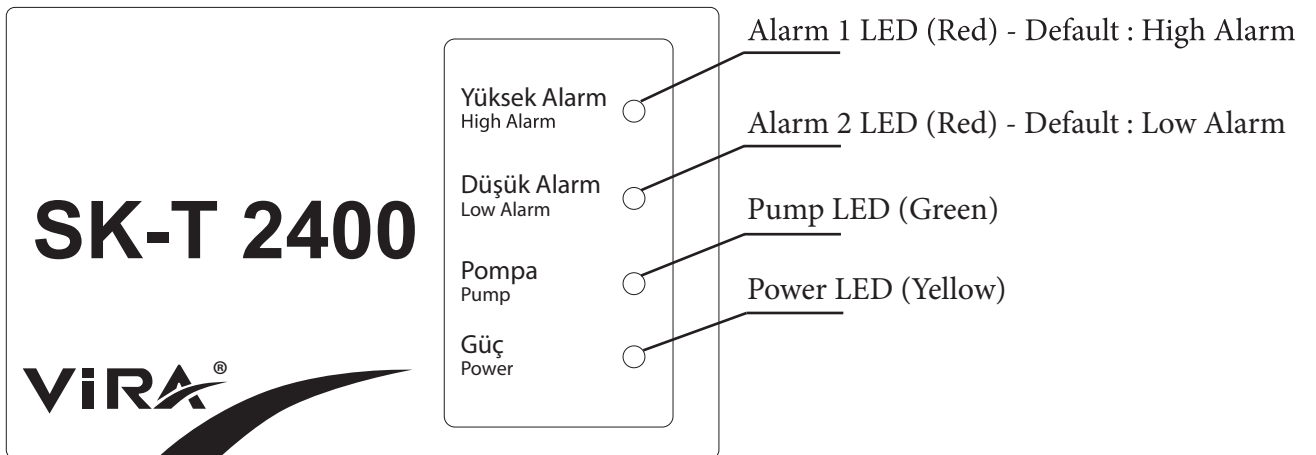 Alarm 1 LED (Red) - Default : High Alarm
Yüksek Alarm
High Alarm
Alarm 2 LED (Red) - Default : Low Alarm
Düşük Alarm
Low Alarm
SK-T 2400
Pump LED (Green)
Pompa
Pump
Power LED (Yellow)
Güç
Power
ViRA®